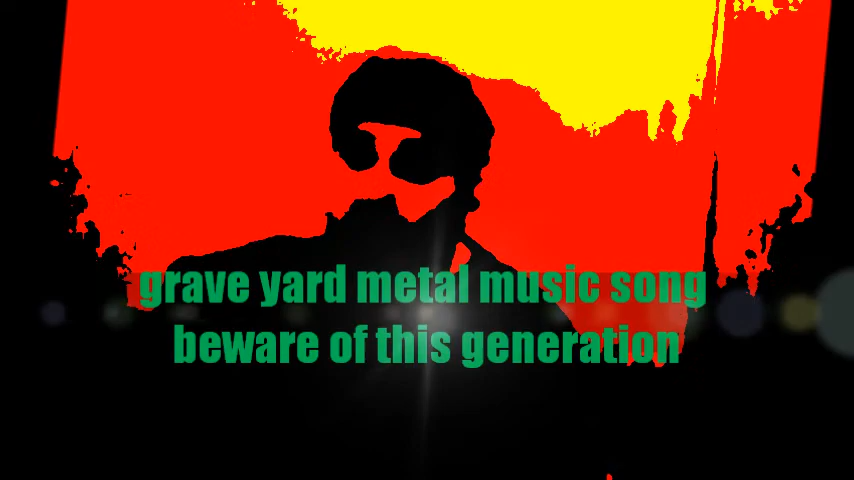 grave yard metal music song
beware of this generation